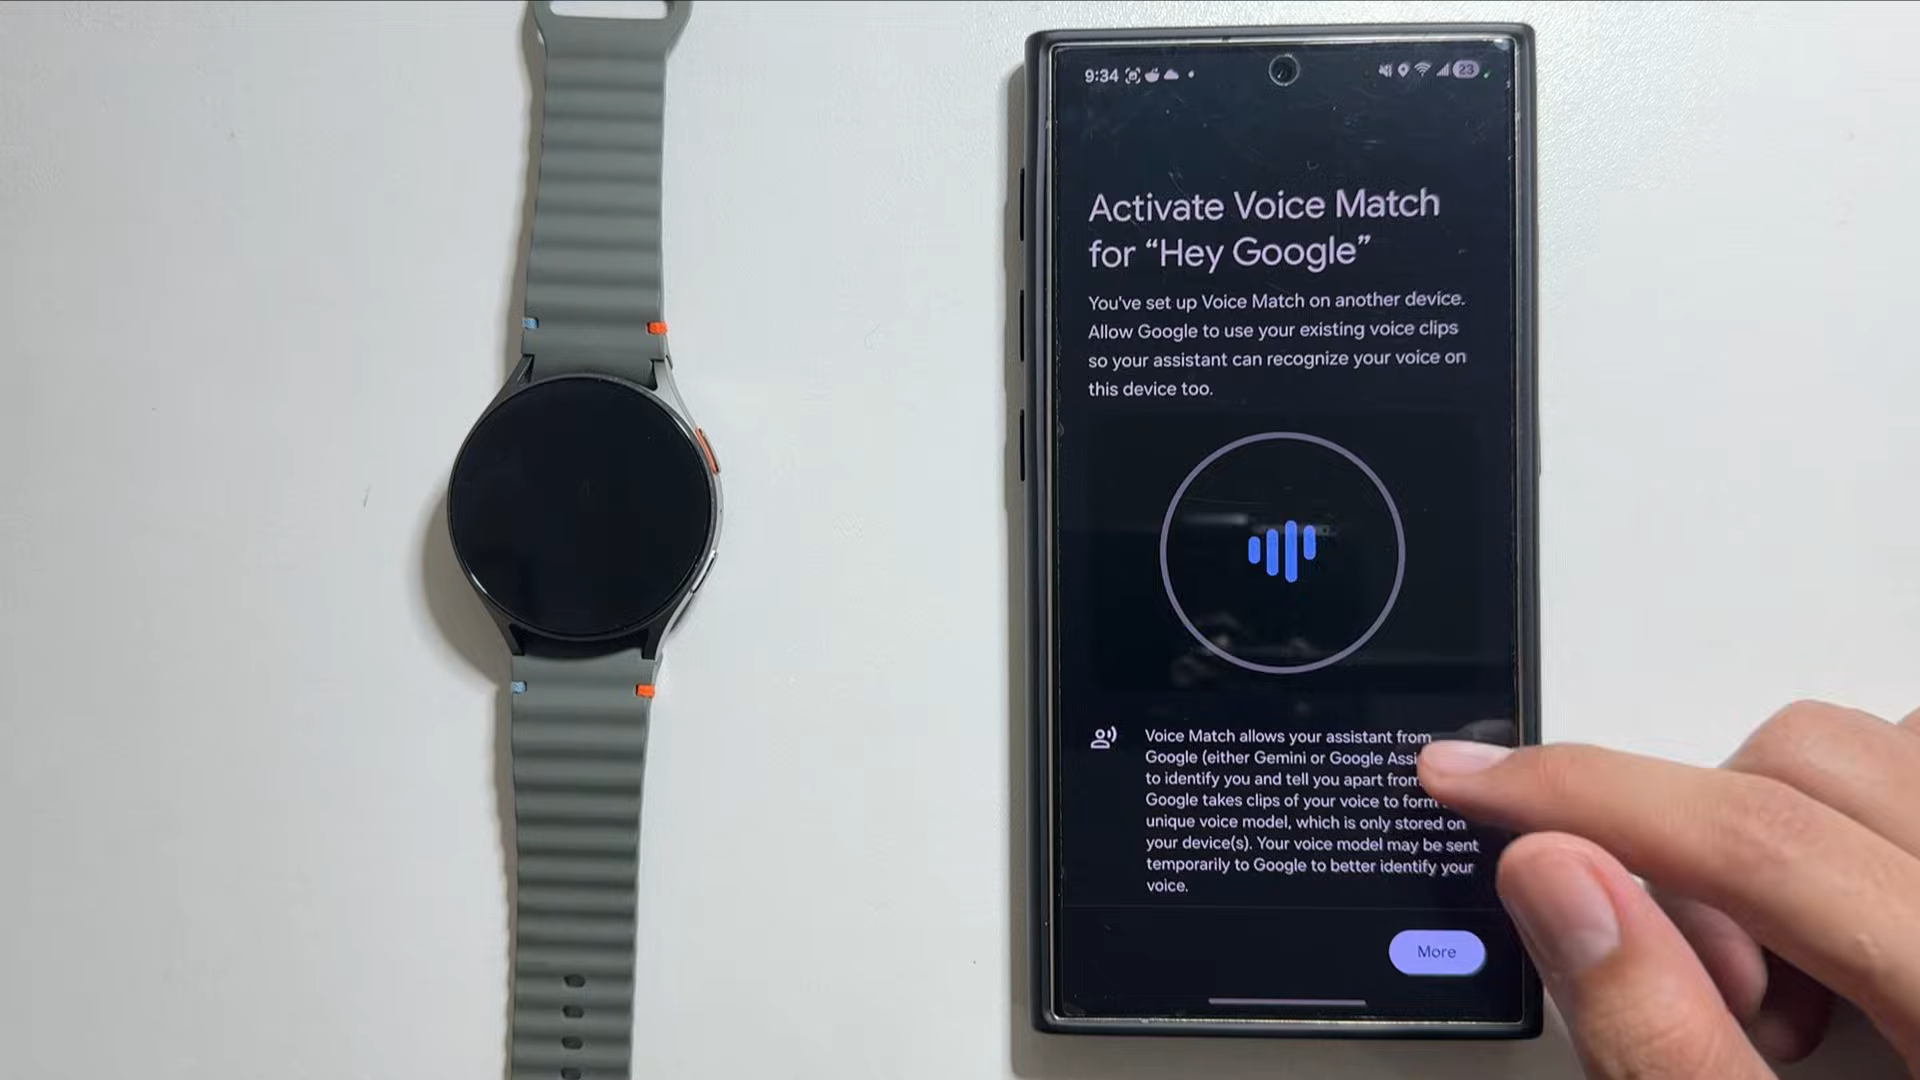 9:34
23
Activate Voice Match
for “Hey Google”
You've set up Voice Match on another device.
Allow Google to use your existing voice clips
so your assistant can recognize your voice on
this device too.
Voice Match allows your assistant from
Google (either Gemini or Google
to identify you and tell you apart from
Google takes clips of your voice to form
unique voice model, which is only stored on
your device(s). Your voice model may be sent
temporarily to Google to better identify your
voice.
More